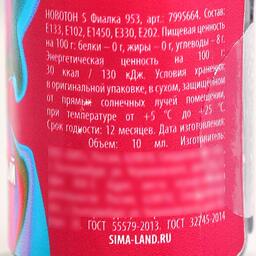 НОВОТОН S Фиалка 953, арт.: 7995664. Состав:
E133, E102, E1450, E330, E202. Пищевая ценность
на 100 г: белки – 0 г, жиры – 0 г, углеводы – 8 г.
Энергетическая ценность на 100 г:
30 ккал / 130 кДж. Условия хранения:
в оригинальной упаковке, в сухом, защищённом
от прямых солнечных лучей помещении,
при температуре от +5 °C до +25 °C.
Срок годности: 12 месяцев. Дата изготовления
Объем: 10 мл. Изготовитель:
ГОСТ 55579-2013. ГОСТ 32745-2014
SIMA-LAND.RU